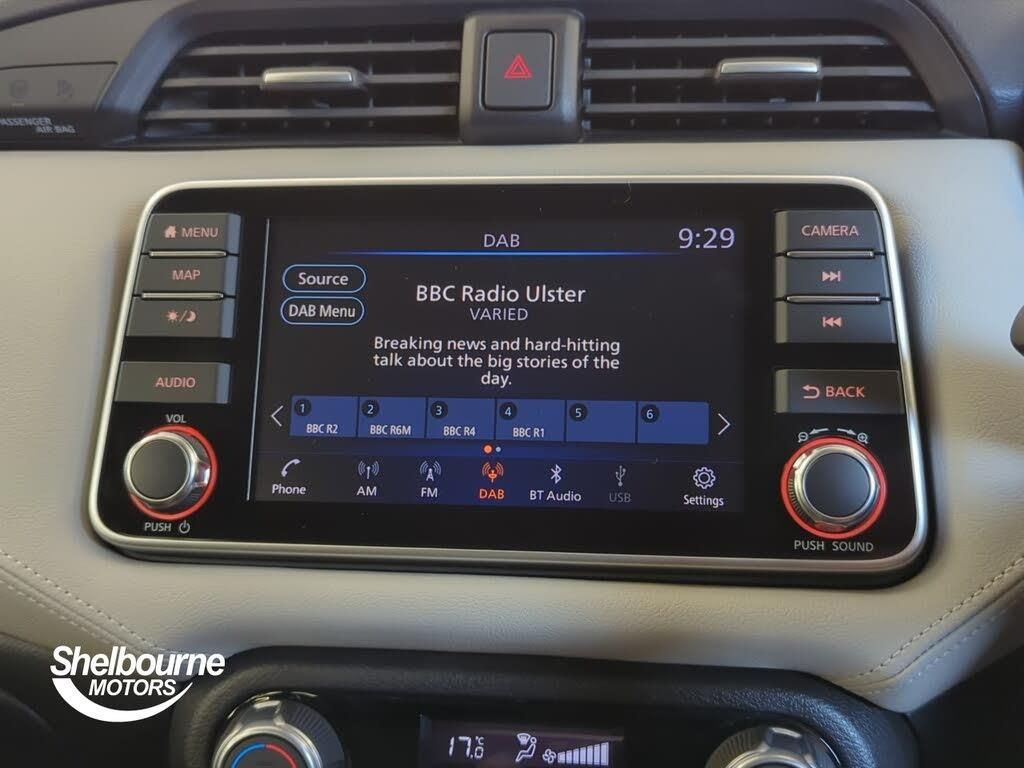 PASSENGER
AIR BAG
MENU
MAP
AUDIO
VOL
PUSH
DAB
9:29
Source
DAB Menu
BBC Radio Ulster
VARIED
Breaking news and hard-hitting
talk about the big stories of the
day.
1 2 3 4 5 6
BBC R2 BBC R6M BBC R4 BBC R1
Phone AM FM DAB BT Audio USB Settings
CAMERA
BACK
PUSH SOUND
Shelbourne
MOTORS
17.0°C